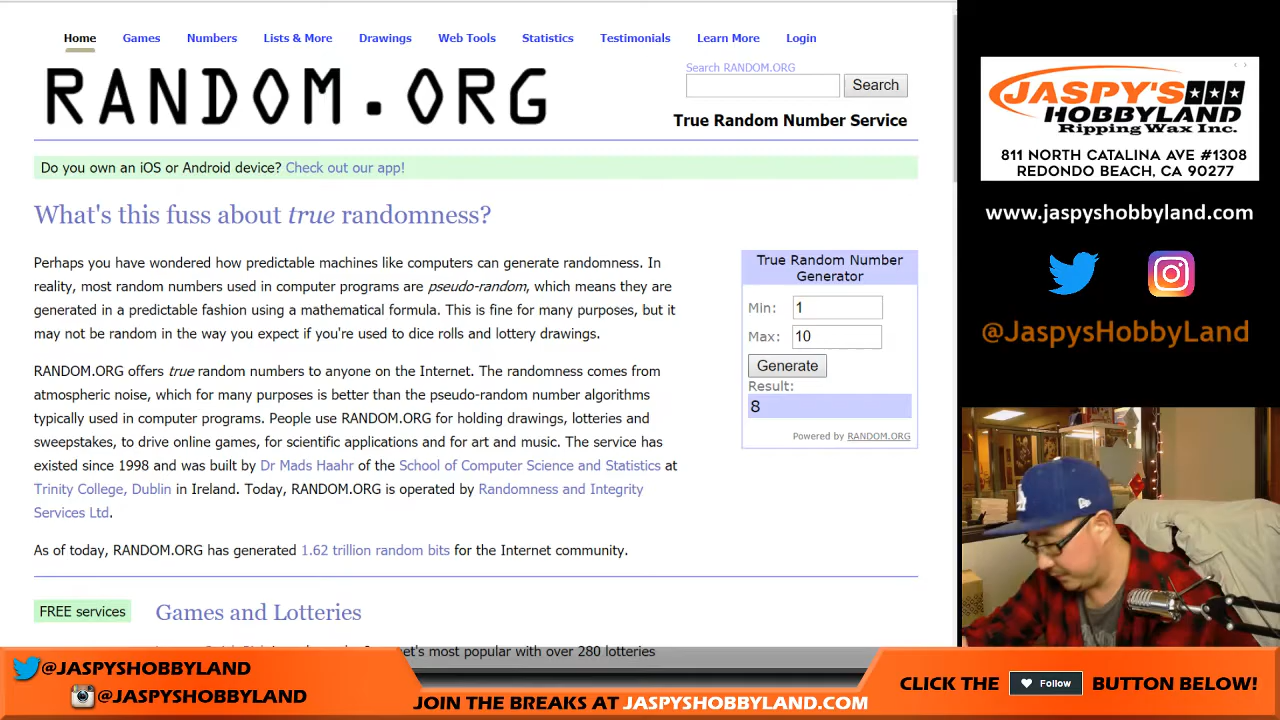 Home Games Numbers Lists & More Drawings Web Tools Statistics Testimonials Learn More Login
RANDOM.ORG
Search RANDOM.ORG
Search
True Random Number Service
Do you own an iOS or Android device? Check out our app!
What's this fuss about true randomness?
Perhaps you have wondered how predictable machines like computers can generate randomness. In
reality, most random numbers used in computer programs are pseudo-random, which means they are
generated in a predictable fashion using a mathematical formula. This is fine for many purposes, but it
may not be random in the way you expect if you're used to dice rolls and lottery drawings.
RANDOM.ORG offers true random numbers to anyone on the Internet. The randomness comes from
atmospheric noise, which for many purposes is better than the pseudo-random number algorithms
typically used in computer programs. People use RANDOM.ORG for holding drawings, lotteries and
sweepstakes, to drive online games, for scientific applications and for art and music. The service has
existed since 1998 and was built by Dr Mads Haahr of the School of Computer Science and Statistics at
Trinity College, Dublin in Ireland. Today, RANDOM.ORG is operated by Randomness and Integrity
Services Ltd.
As of today, RANDOM.ORG has generated 1.62 trillion random bits for the Internet community.
True Random Number
Generator
Min: 1
Max: 10
Generate
Result:
8
Powered by RANDOM.ORG
FREE services
Games and Lotteries
et's most popular with over 280 lotteries
JASPY'S
HOBBYLAND
Ripping Wax Inc.
811 NORTH CATALINA AVE #1308
REDONDO BEACH, CA 90277
www.jaspyshobbyland.com
@JaspysHobbyLand
LA
@JASPYSHOBBYLAND
@JASPYSHOBBYLAND
JOIN THE BREAKS AT JASPYSHOBBYLAND.COM
CLICK THE Follow BUTTON BELOW!